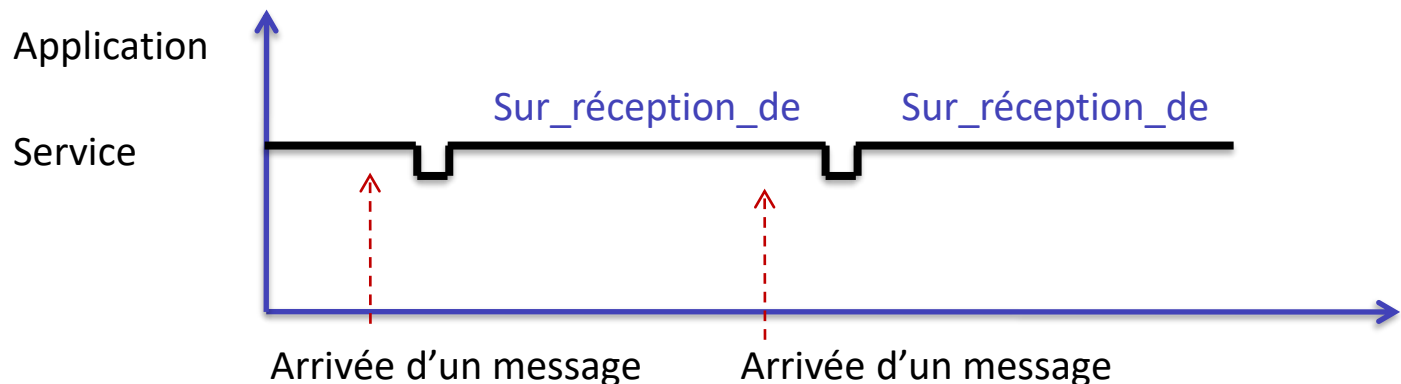 Application
Sur_réception_de Sur_réception_de
Service
Arrivée d’un message Arrivée d’un message